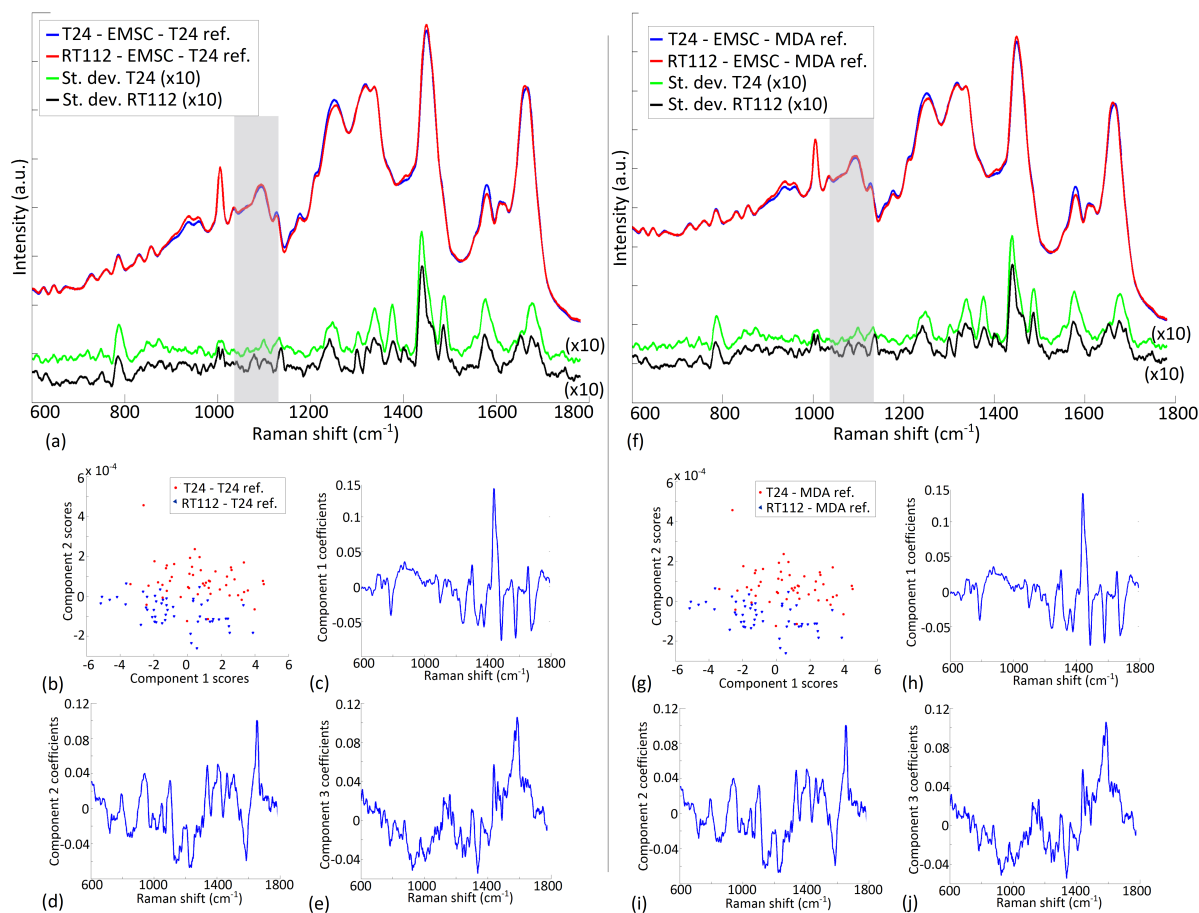 T24 - EMSC - T24 ref.
RT112 - EMSC - T24 ref.
St. dev. T24 (x10)
St. dev. RT112 (x10)
Intensity (a.u.)
(x10)
(x10)
600 800 1000 1200 1400 1600 1800
Raman shift (cm⁻¹)
(a)
T24 - EMSC - MDA ref.
RT112 - EMSC - MDA ref.
St. dev. T24 (x10)
St. dev. RT112 (x10)
Intensity (a.u.)
(x10)
(x10)
600 800 1000 1200 1400 1600 1800
Raman shift (cm⁻¹)
(f)
x 10⁻⁴
T24 - T24 ref.
RT112 - T24 ref.
Component 2 scores
6
4
2
0
-2
-6 -4 -2 0 2 4 6
Component 1 scores
(b)
Component 1 coefficients
0.15
0.10
0.05
0
-0.05
600 1000 1400 1800
Raman shift (cm⁻¹)
(c)
x 10⁻⁴
T24 - MDA ref.
RT112 - MDA ref.
Component 2 scores
6
4
2
0
-2
-6 -4 -2 0 2 4 6
Component 1 scores
(g)
Component 1 coefficients
0.15
0.10
0.05
0
-0.05
600 1000 1400 1800
Raman shift (cm⁻¹)
(h)
Component 2 coefficients
0.12
0.08
0.04
0
-0.04
600 1000 1400 1800
Raman shift (cm⁻¹)
(d)
Component 3 coefficients
0.12
0.08
0.04
0
-0.04
600 1000 1400 1800
Raman shift (cm⁻¹)
(e)
Component 2 coefficients
0.12
0.08
0.04
0
-0.04
600 1000 1400 1800
Raman shift (cm⁻¹)
(i)
Component 3 coefficients
0.12
0.08
0.04
0
-0.04
600 1000 1400 1800
Raman shift (cm⁻¹)
(j)